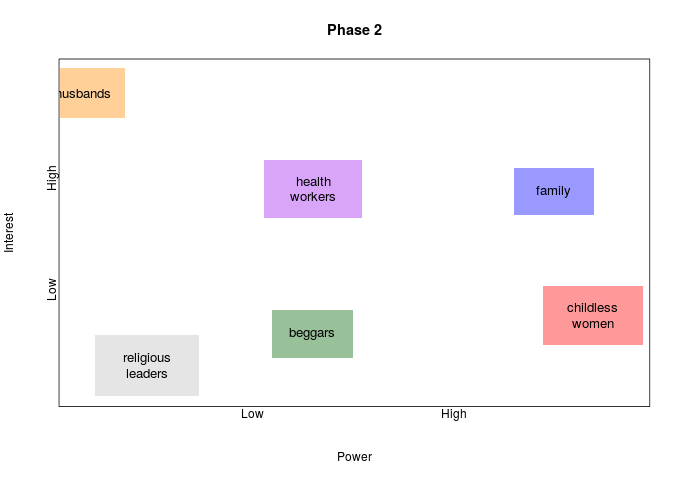 Phase 2
husbands
High
health
workers
family
Interest
Low
childless
women
beggars
religious
leaders
Low
High
Power